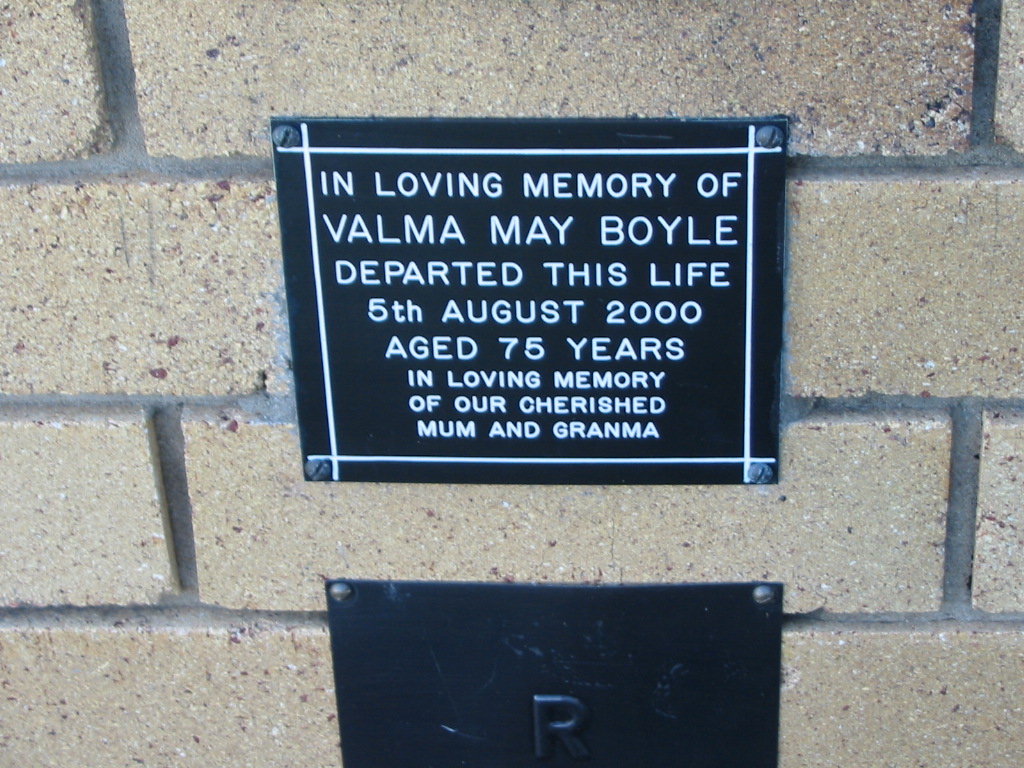 IN LOVING MEMORY OF
VALMA MAY BOYLE
DEPARTED THIS LIFE
5th AUGUST 2000
AGED 75 YEARS
IN LOVING MEMORY
OF OUR CHERISHED
MUM AND GRANMA
R